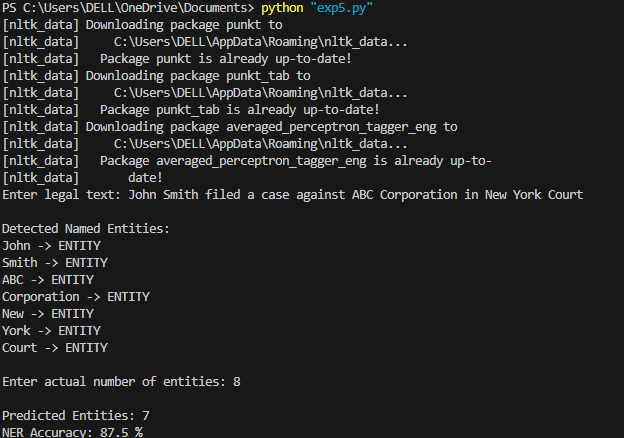 PS C:\Users\DELL\OneDrive\Documents> python "exp5.py"
[nltk_data] Downloading package punkt to
[nltk_data]     C:\Users\DELL\AppData\Roaming\nltk_data...
[nltk_data]   Package punkt is already up-to-date!
[nltk_data] Downloading package punkt_tab to
[nltk_data]     C:\Users\DELL\AppData\Roaming\nltk_data...
[nltk_data]   Package punkt_tab is already up-to-date!
[nltk_data] Downloading package averaged_perceptron_tagger_eng to
[nltk_data]     C:\Users\DELL\AppData\Roaming\nltk_data...
[nltk_data]   Package averaged_perceptron_tagger_eng is already up-to-
[nltk_data]       date!
Enter legal text: John Smith filed a case against ABC Corporation in New York Court
Detected Named Entities:
John -> ENTITY
Smith -> ENTITY
ABC -> ENTITY
Corporation -> ENTITY
New -> ENTITY
York -> ENTITY
Court -> ENTITY
Enter actual number of entities: 8
Predicted Entities: 7
NER Accuracy: 87.5 %